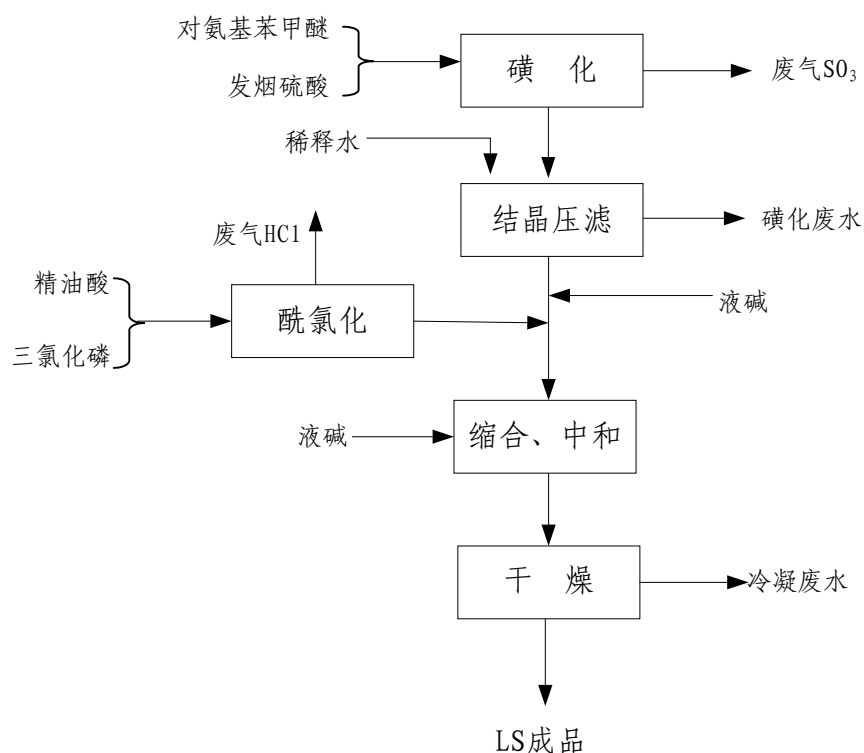 对氨基苯甲醚
发烟硫酸
磺 化
废气SO₃
稀释水
结晶压滤
磺化废水
废气HCl
精油酸
三氯化磷
酰氯化
液碱
液碱
缩合、中和
干 燥
冷凝废水
LS成品